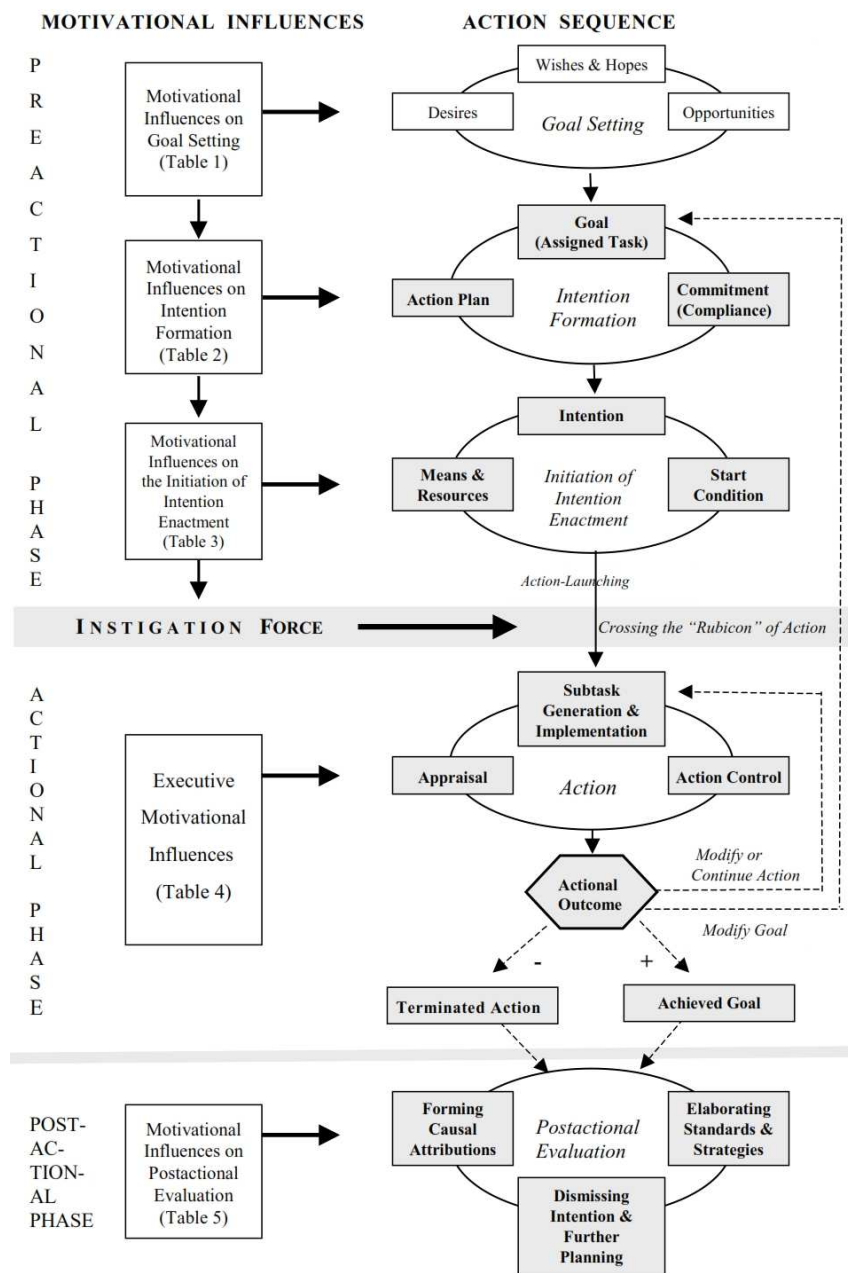 MOTIVATIONAL INFLUENCES
ACTION SEQUENCE
P
R
E
A
C
T
I
O
N
A
L
P
H
A
S
E
Motivational
Influences on
Goal Setting
(Table 1)
Wishes & Hopes
Desires
Opportunities
Goal Setting
Motivational
Influences on
Intention
Formation
(Table 2)
Goal
(Assigned Task)
Action Plan
Commitment
(Compliance)
Intention
Formation
Motivational
Influences on
the Initiation of
Intention
Enactment
(Table 3)
Intention
Means &
Resources
Start
Condition
Initiation of
Intention
Enactment
Action-Launching
INSTIGATION FORCE
Crossing the “Rubicon” of Action
A
C
T
I
O
N
A
L
P
H
A
S
E
Executive
Motivational
Influences
(Table 4)
Subtask
Generation &
Implementation
Appraisal
Action Control
Action
Modify or
Continue Action
Actional
Outcome
Modify Goal
-
+
Terminated Action
Achieved Goal
POST-
AC-
TION-
AL
PHASE
Motivational
Influences on
Postactional
Evaluation
(Table 5)
Forming
Causal
Attributions
Postactional
Evaluation
Elaborating
Standards &
Strategies
Dismissing
Intention &
Further
Planning